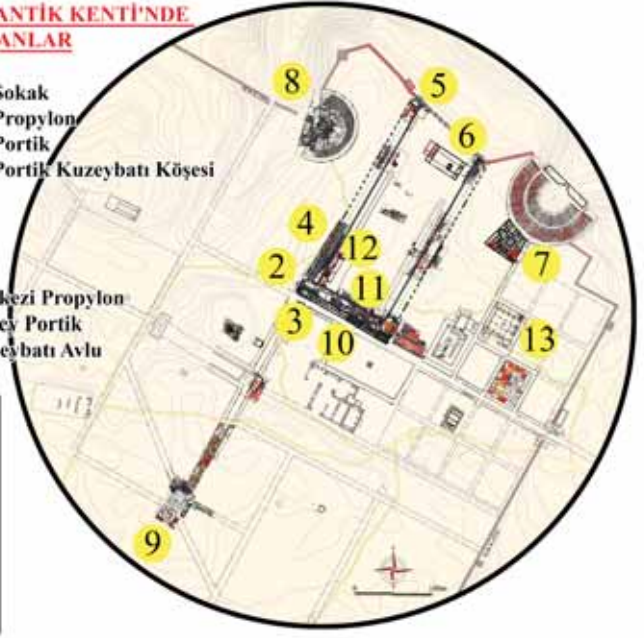 ANTİK KENTİ'NDE
ANLAR
Sokak
Propylon
Portik
Portik Kuzeybatı Köşesi
kezi Propylon
ey Portik
eybatı Avlu
8
5
6
4
12
7
2
11
3
10
13
9